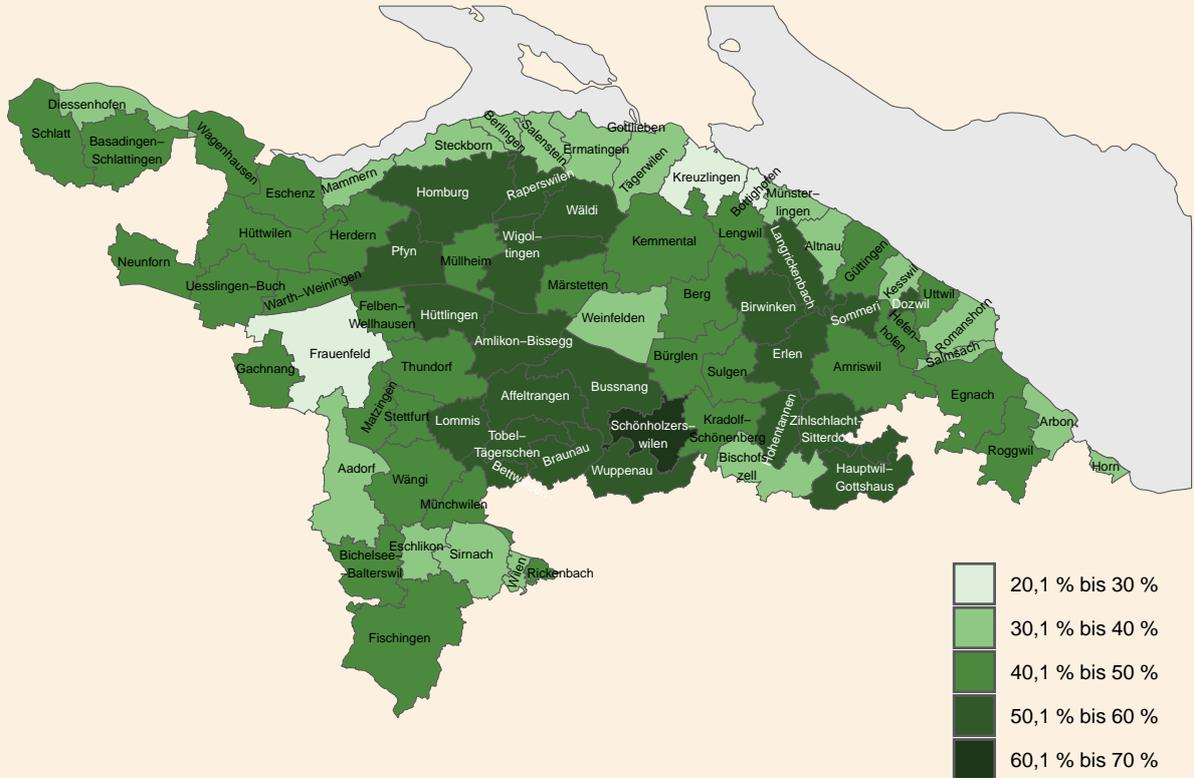 Diessenhofen
Schlatt
Basadingen–
Schlattingen
Wagenhausen
Eschenz
Mammern
Steckborn
Berlingen
Salenstein
Ermatingen
Gottlieben
Tägerwilen
Kreuzlingen
Bottighofen
Münster–
lingen
Homburg
Raperswilen
Wäldi
Hüttwilen
Herdern
Pfyn
Müllheim
Wigol–
tingen
Kemmental
Lengwil
Langrickenbach
Altnau
Güttingen
Kesswil
Dozwil
Uttwil
Romanshorn
Neunforn
Uesslingen–Buch
Warth–Weiningen
Felben–
Wellhausen
Hüttlingen
Märstetten
Weinfelden
Berg
Birwinken
Sommeri
Hefen–
hofen
Salmsach
Frauenfeld
Gachnang
Thundorf
Amlikon–Bissegg
Bürglen
Sulgen
Erlen
Amriswil
Egnach
Matzingen
Stettfurt
Lommis
Affeltrangen
Bussnang
Schönholzers–
wilen
Kradolf–
Schönenberg
Hohentannen
Zihlschlacht–
Sitterdorf
Arbon
Roggwil
Horn
Tobel–
Tägerschen
Braunau
Bettwiesen
Wuppenau
Bischofs–
zell
Hauptwil–
Gottshaus
Aadorf
Wängi
Münchwilen
Eschlikon
Sirnach
Wilen
Rickenbach
Bichelsee–
–Balterswil
Fischingen
20,1 % bis 30 %
30,1 % bis 40 %
40,1 % bis 50 %
50,1 % bis 60 %
60,1 % bis 70 %